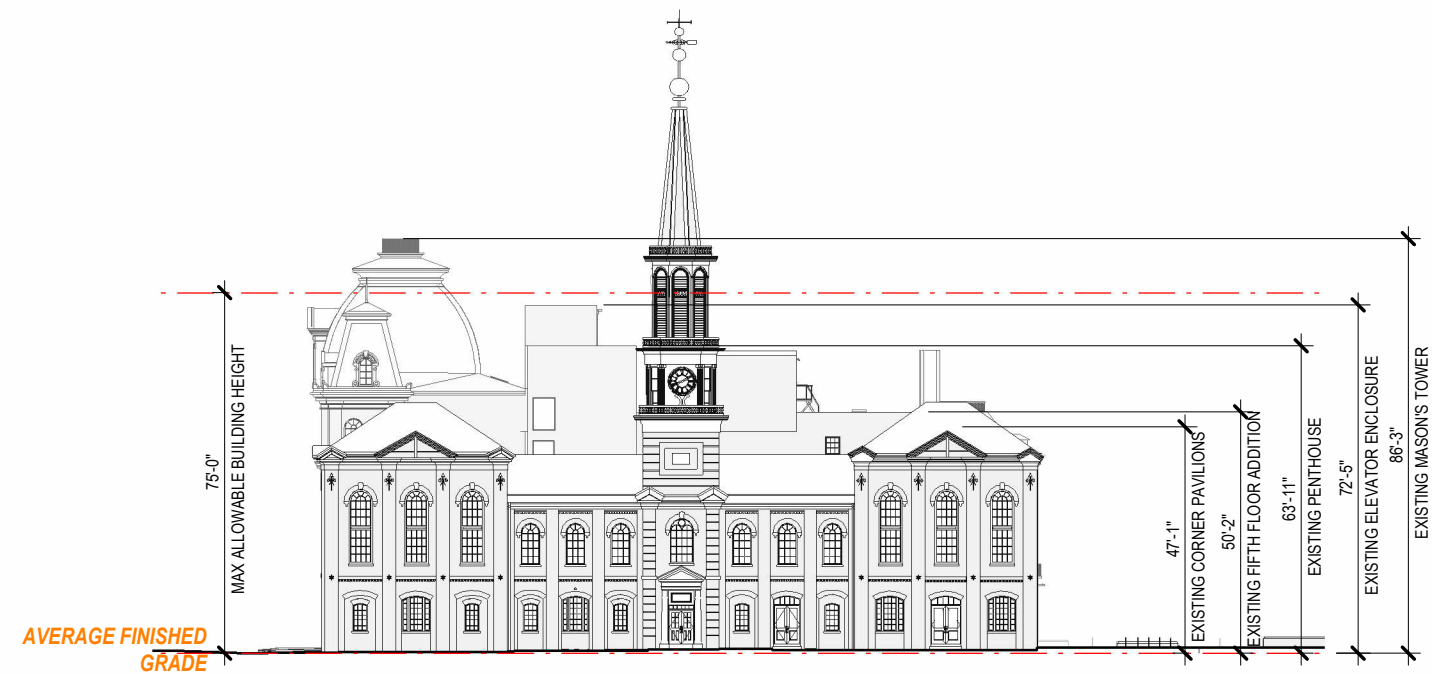 75'-0"
MAX ALLOWABLE BUILDING HEIGHT
AVERAGE FINISHED
GRADE
47'-1"
EXISTING CORNER PAVILIONS
50'-2"
EXISTING FIFTH FLOOR ADDITION
63'-11"
EXISTING PENTHOUSE
72'-5"
EXISTING ELEVATOR ENCLOSURE
86'-3"
EXISTING MASON'S TOWER